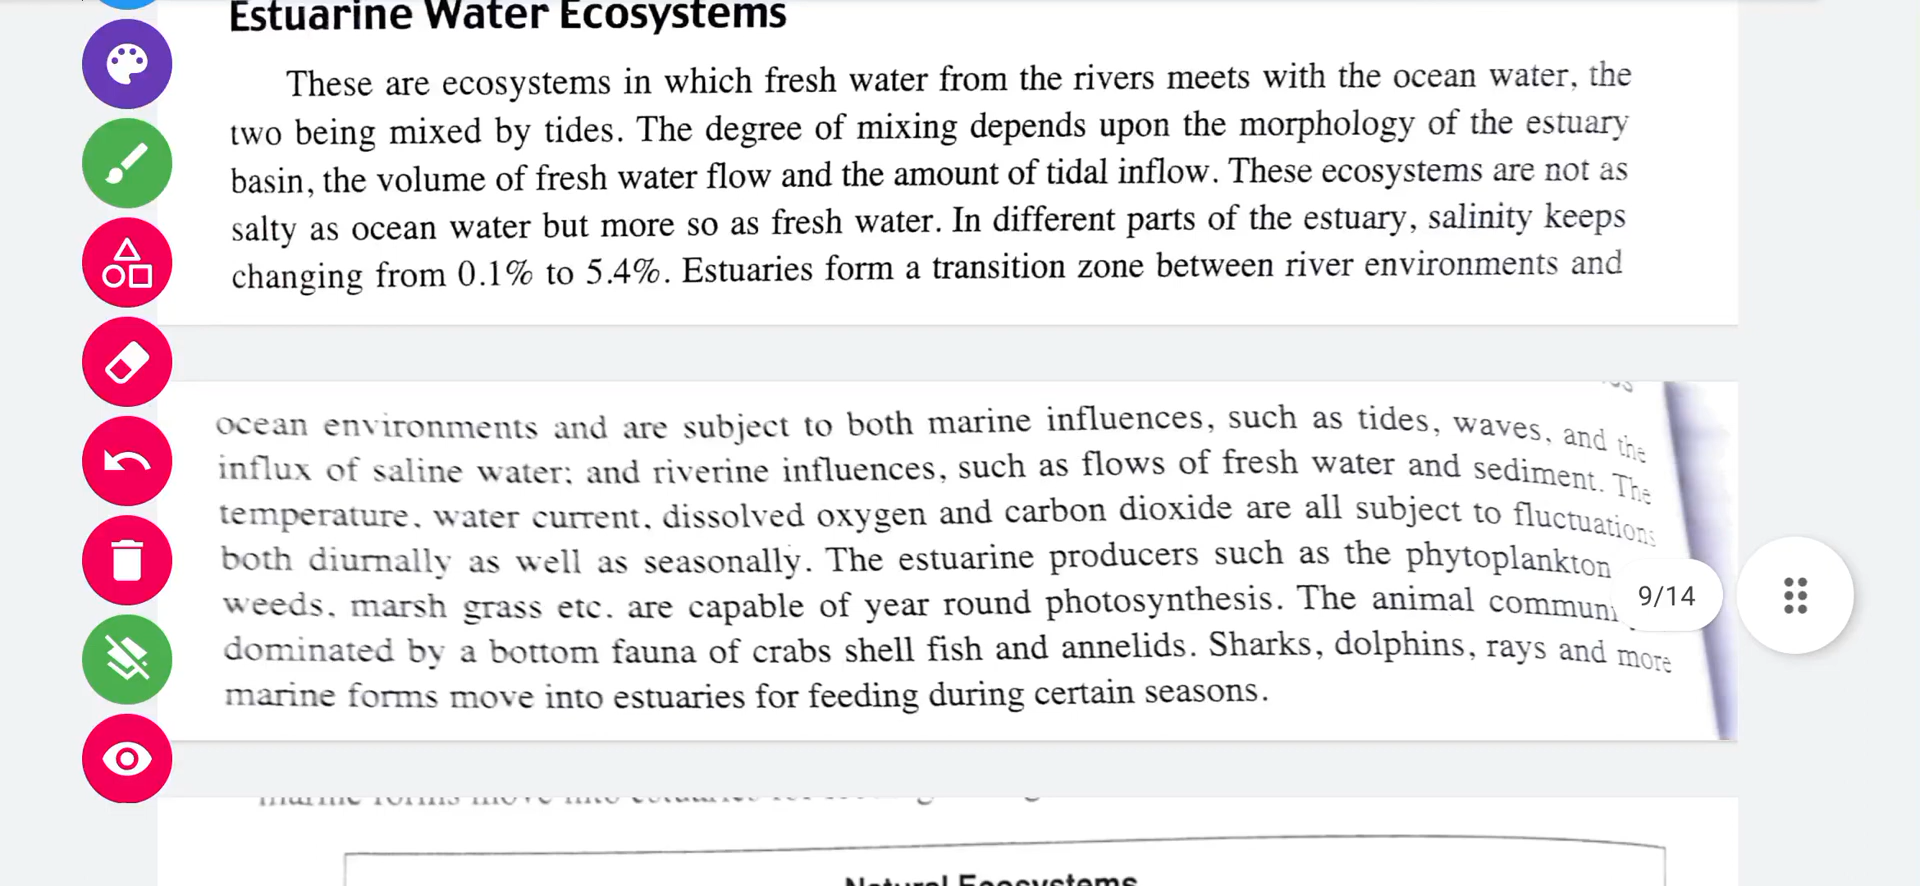 Estuarine Water Ecosystems
These are ecosystems in which fresh water from the rivers meets with the ocean water, the
two being mixed by tides. The degree of mixing depends upon the morphology of the estuary
basin, the volume of fresh water flow and the amount of tidal inflow. These ecosystems are not as
salty as ocean water but more so as fresh water. In different parts of the estuary, salinity keeps
changing from 0.1% to 5.4%. Estuaries form a transition zone between river environments and
ocean environments and are subject to both marine influences, such as tides, waves, and the
influx of saline water; and riverine influences, such as flows of fresh water and sediment. The
temperature, water current, dissolved oxygen and carbon dioxide are all subject to fluctuations
both diurnally as well as seasonally. The estuarine producers such as the phytoplankton
weeds, marsh grass etc. are capable of year round photosynthesis. The animal
9/14
dominated by a bottom fauna of crabs shell fish and annelids. Sharks, dolphins, rays and more
marine forms move into estuaries for feeding during certain seasons.
Natural Ecosystems